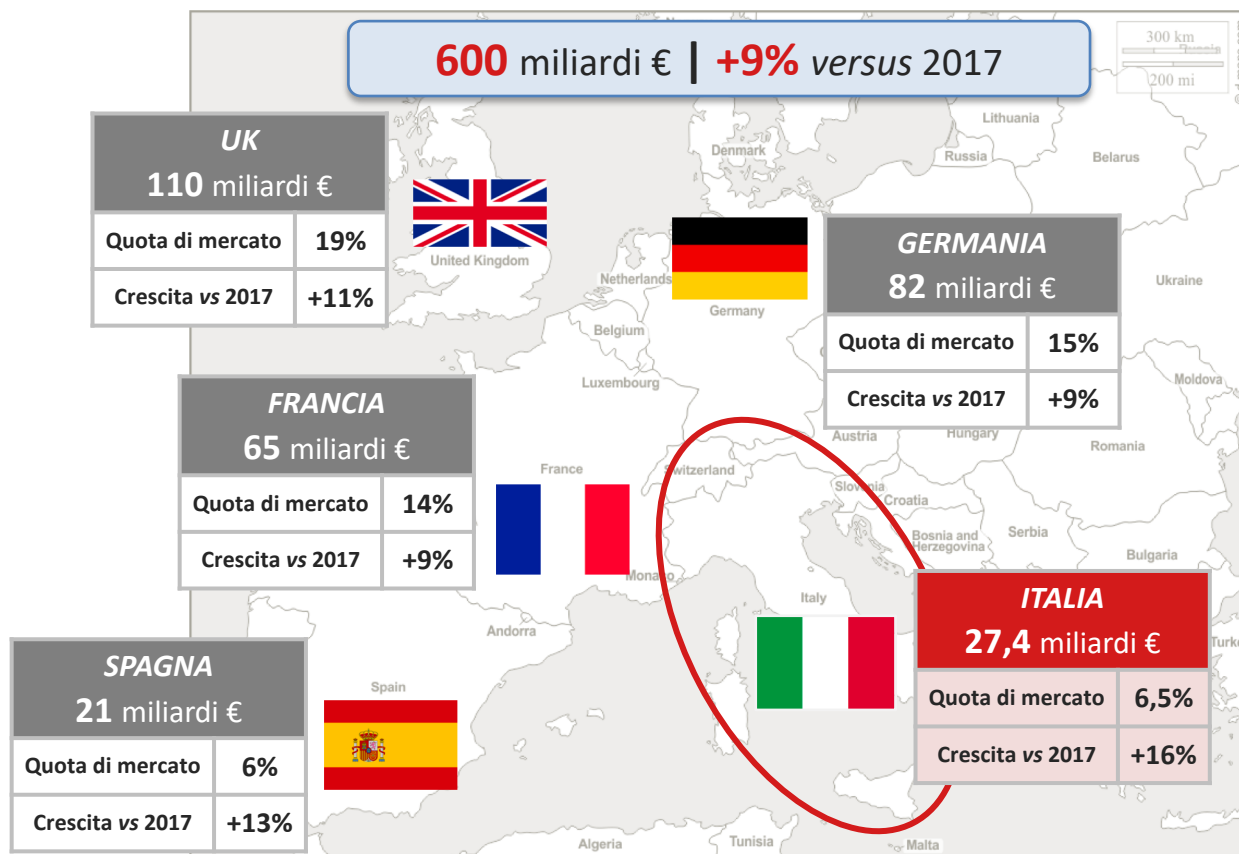 600 miliardi € | +9% versus 2017
300 km
200 mi
Lithuania
Russia
Belarus
Denmark
UK
110 miliardi €
Quota di mercato 19%
Crescita vs 2017 +11%
United Kingdom
Netherlands
Germany
Belgium
Luxembourg
GERMANIA
82 miliardi €
Quota di mercato 15%
Crescita vs 2017 +9%
Ukraine
Moldova
Romania
FRANCIA
65 miliardi €
Quota di mercato 14%
Crescita vs 2017 +9%
France
Switzerland
Austria
Hungary
Slovenia
Croatia
Bosnia and
Herzegovina
Serbia
Bulgaria
Monaco
Italy
Andorra
ITALIA
27,4 miliardi €
Quota di mercato 6,5%
Crescita vs 2017 +16%
SPAGNA
21 miliardi €
Quota di mercato 6%
Crescita vs 2017 +13%
Spain
Algeria
Tunisia
Malta